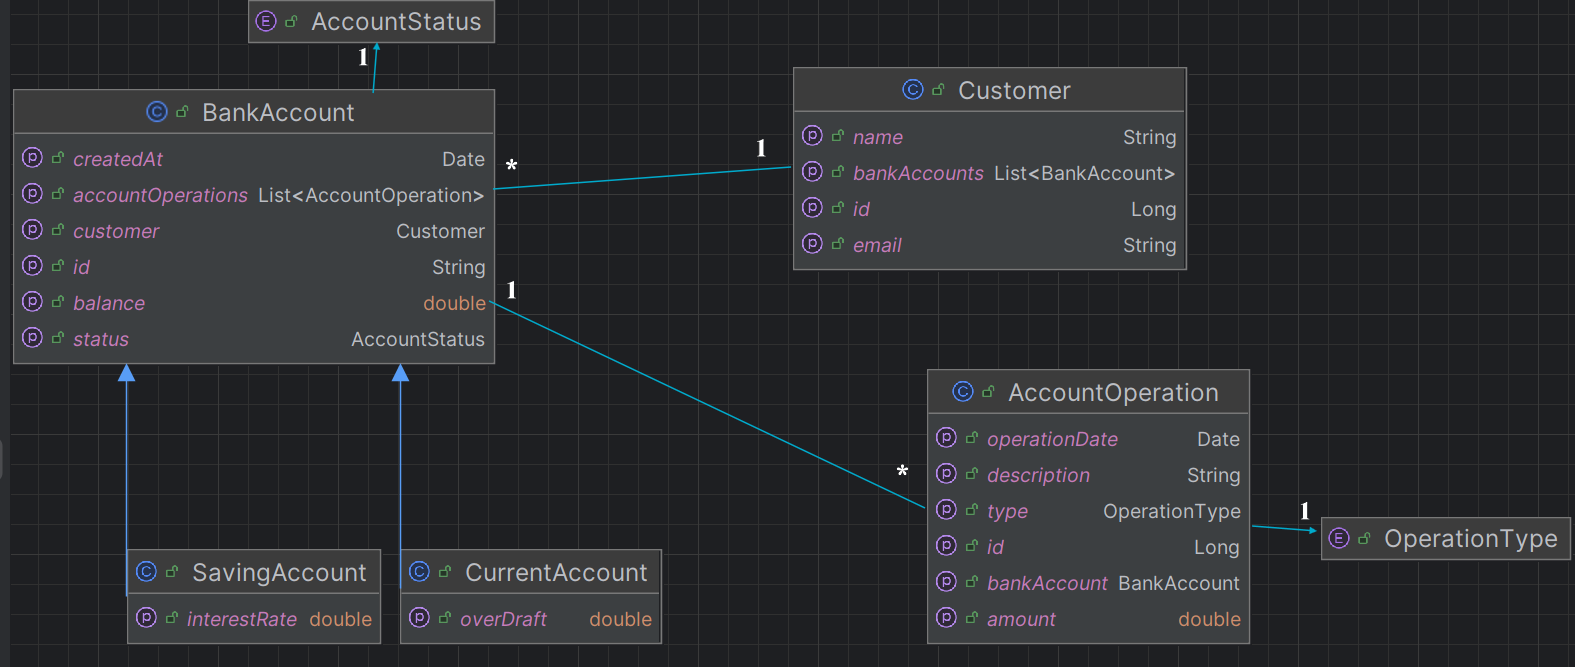 E AccountStatus
1
C BankAccount
p createdAt Date
p accountOperations List<AccountOperation>
p customer Customer
p id String
p balance double
p status AccountStatus
*
1
C Customer
p name String
p bankAccounts List<BankAccount>
p id Long
p email String
1
*
C AccountOperation
p operationDate Date
p description String
p type OperationType
p id Long
p bankAccount BankAccount
p amount double
1
E OperationType
C SavingAccount
p interestRate double
C CurrentAccount
p overDraft double